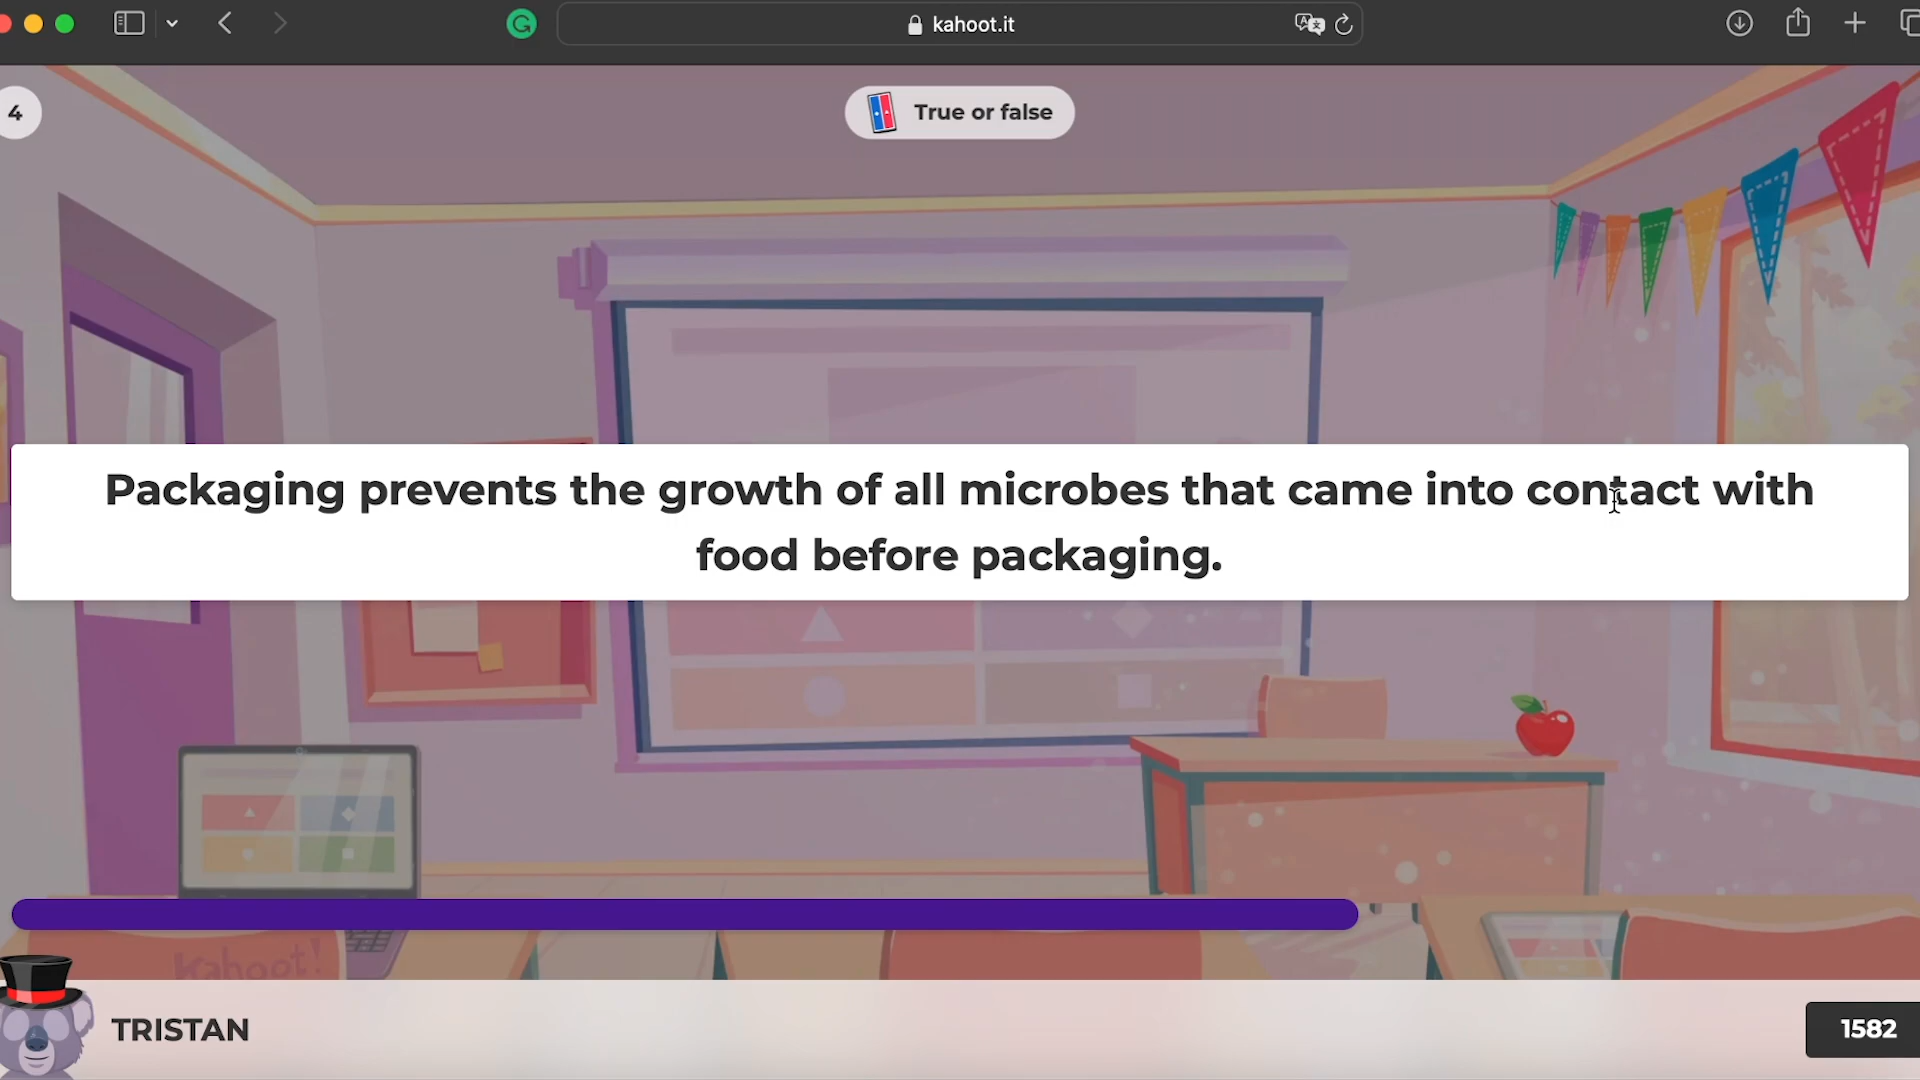 kahoot.it
4
True or false
Packaging prevents the growth of all microbes that came into contact with
food before packaging.
kahoot!
TRISTAN
1582